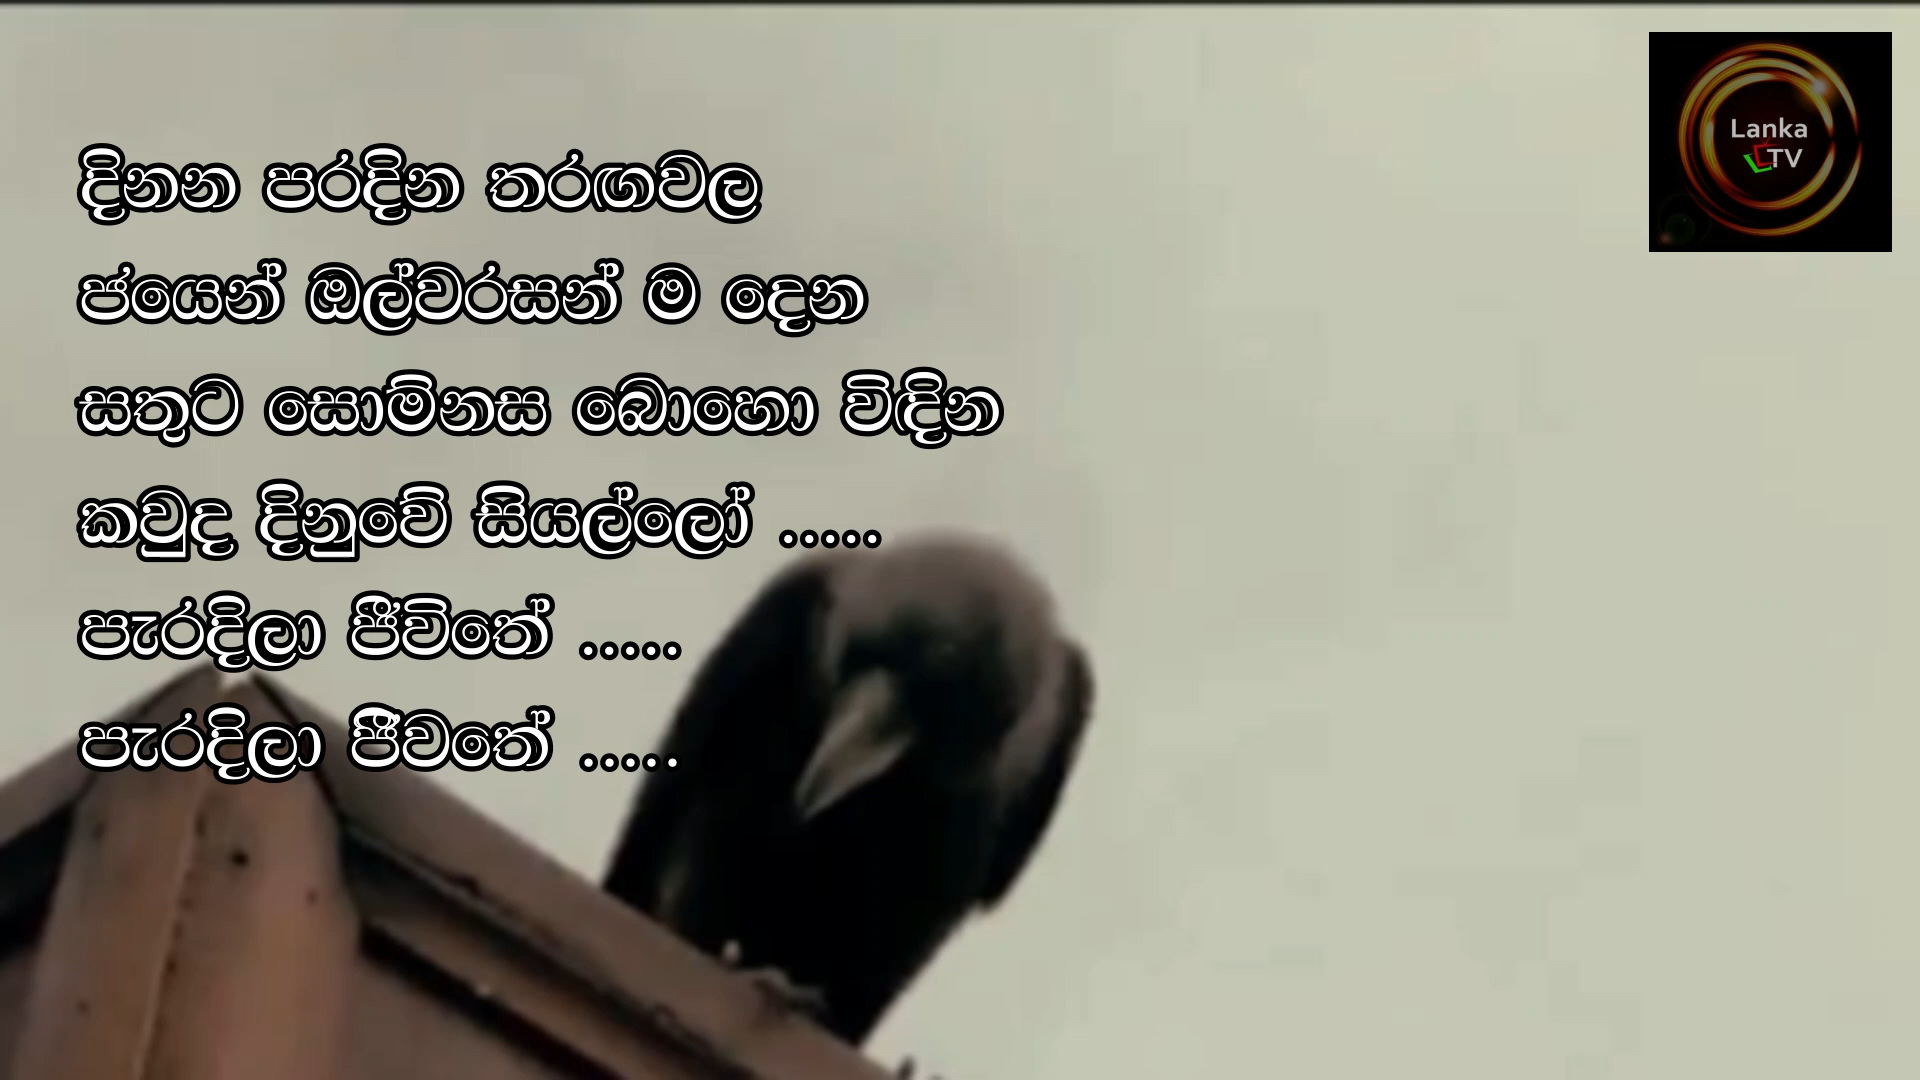 දිනන පරදින තරඟවල
ජයෙන් ඔල්වරසන් ම දෙන
සතුට සොම්නස බොහො විඳින
කවුද දිනුවේ සියල්ලෝ .....
පැරදිලා ජීවිතේ .....
පැරදිලා ජීවතේ .....
Lanka
TV